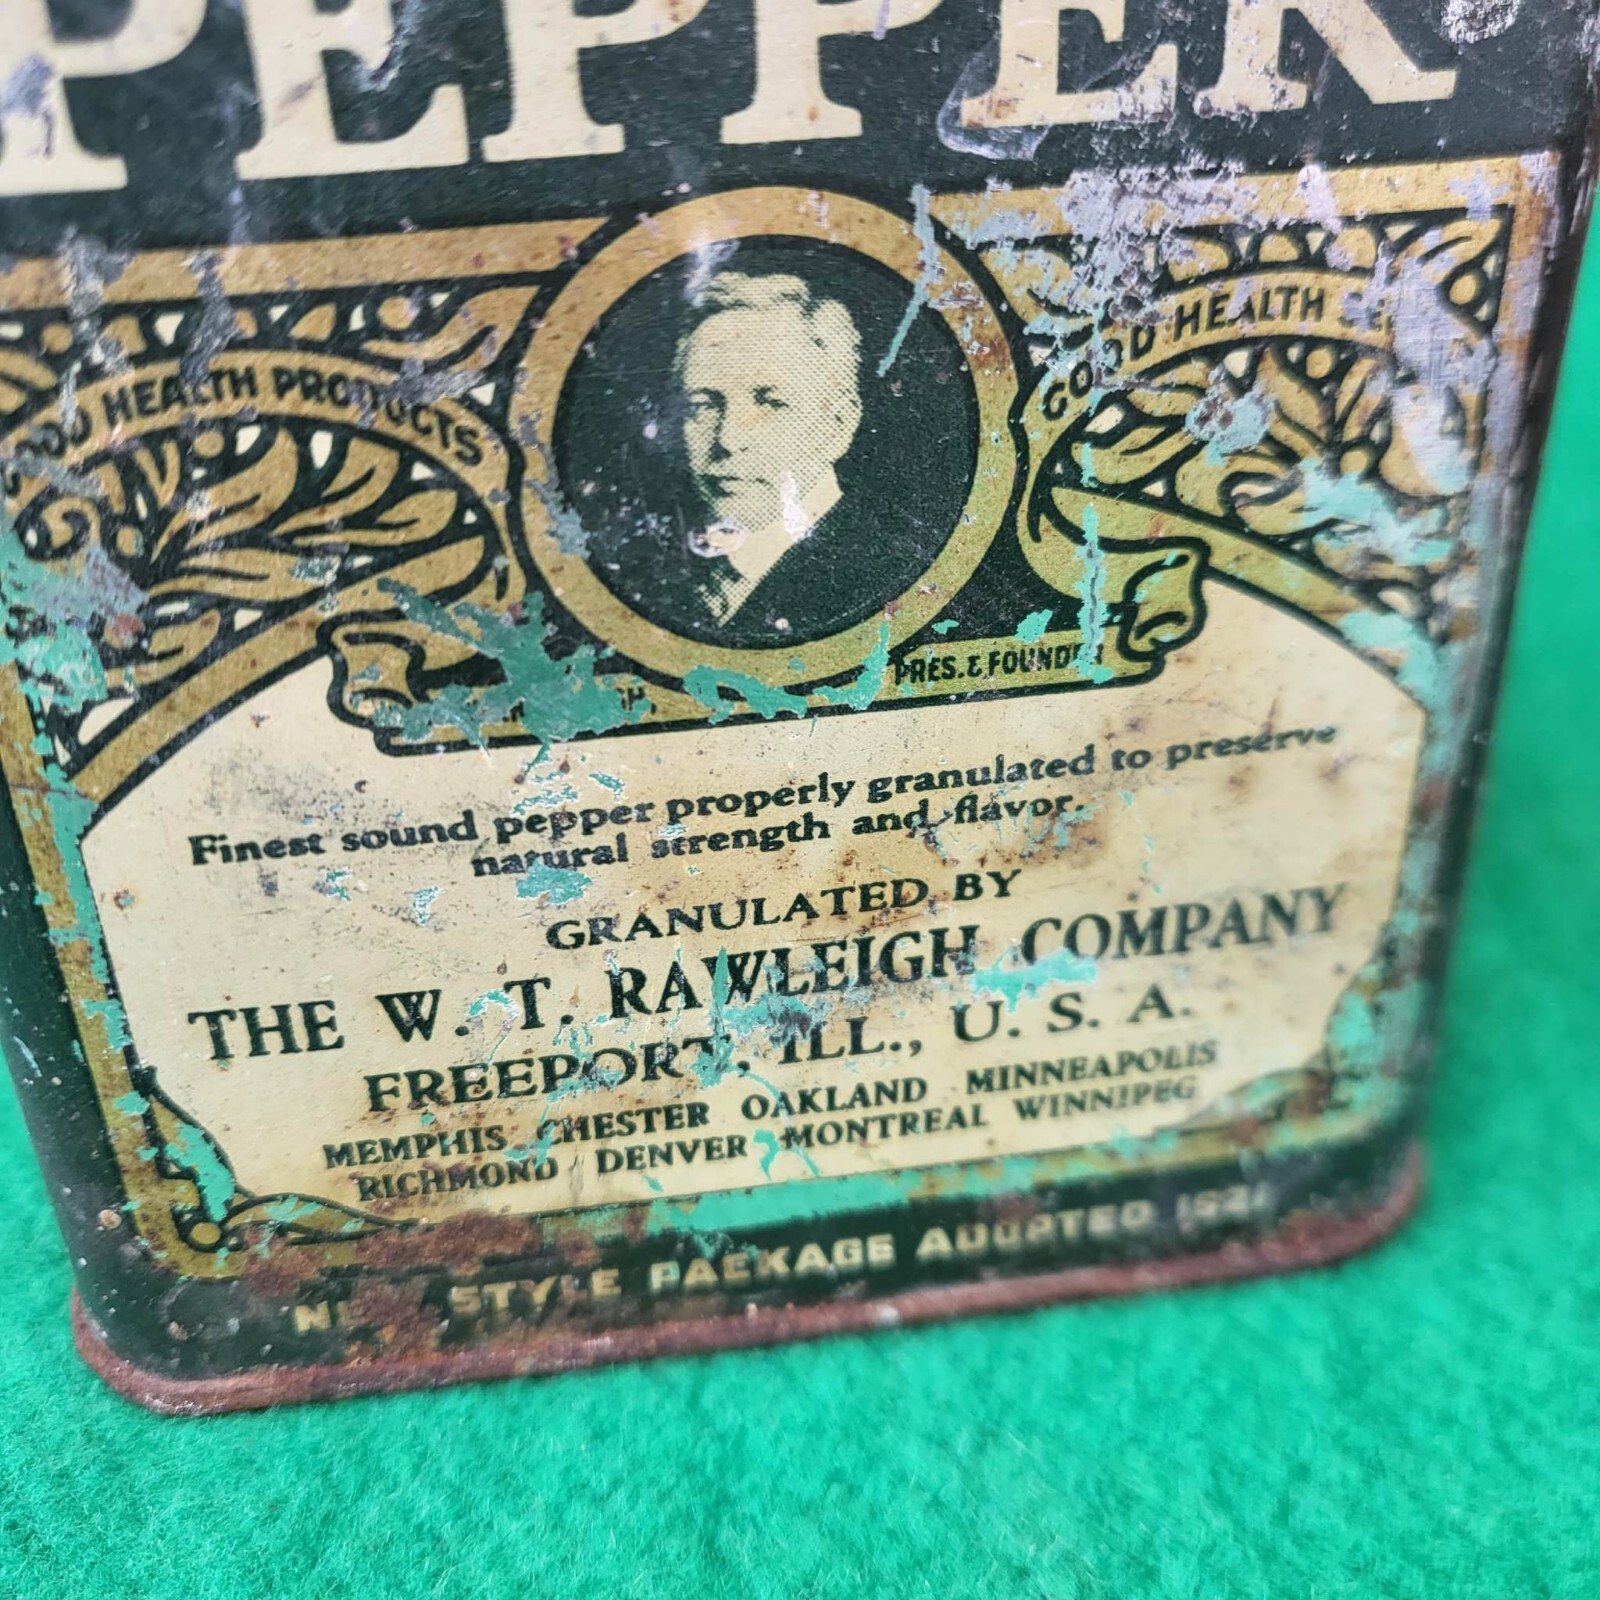 PEPPER
GOOD HEALTH PRODUCTS
GOOD HEALTH
PRES. & FOUNDER
Finest sound pepper properly granulated to preserve
natural strength and flavor.
GRANULATED BY
THE W. T. RAWLEIGH COMPANY
FREEPORT, ILL., U. S. A.
MEMPHIS CHESTER OAKLAND MINNEAPOLIS
RICHMOND DENVER MONTREAL WINNIPEG
STYLE PACKAGE ADOPTED 1921